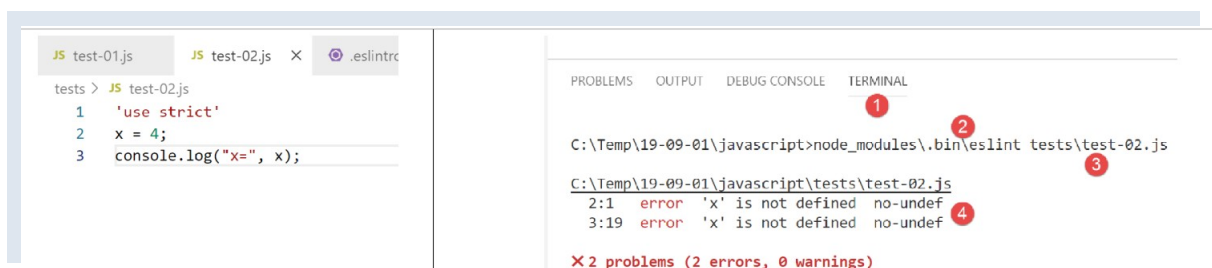 JS test-01.js JS test-02.js × .eslintrc
tests > JS test-02.js
1 'use strict'
2 x = 4;
3 console.log("x=", x);
PROBLEMS OUTPUT DEBUG CONSOLE TERMINAL
1
2
C:\Temp\19-09-01\javascript>node_modules\.bin\eslint tests\test-02.js
3
C:\Temp\19-09-01\javascript\tests\test-02.js
2:1 error 'x' is not defined no-undef
3:19 error 'x' is not defined no-undef
4
✕ 2 problems (2 errors, 0 warnings)